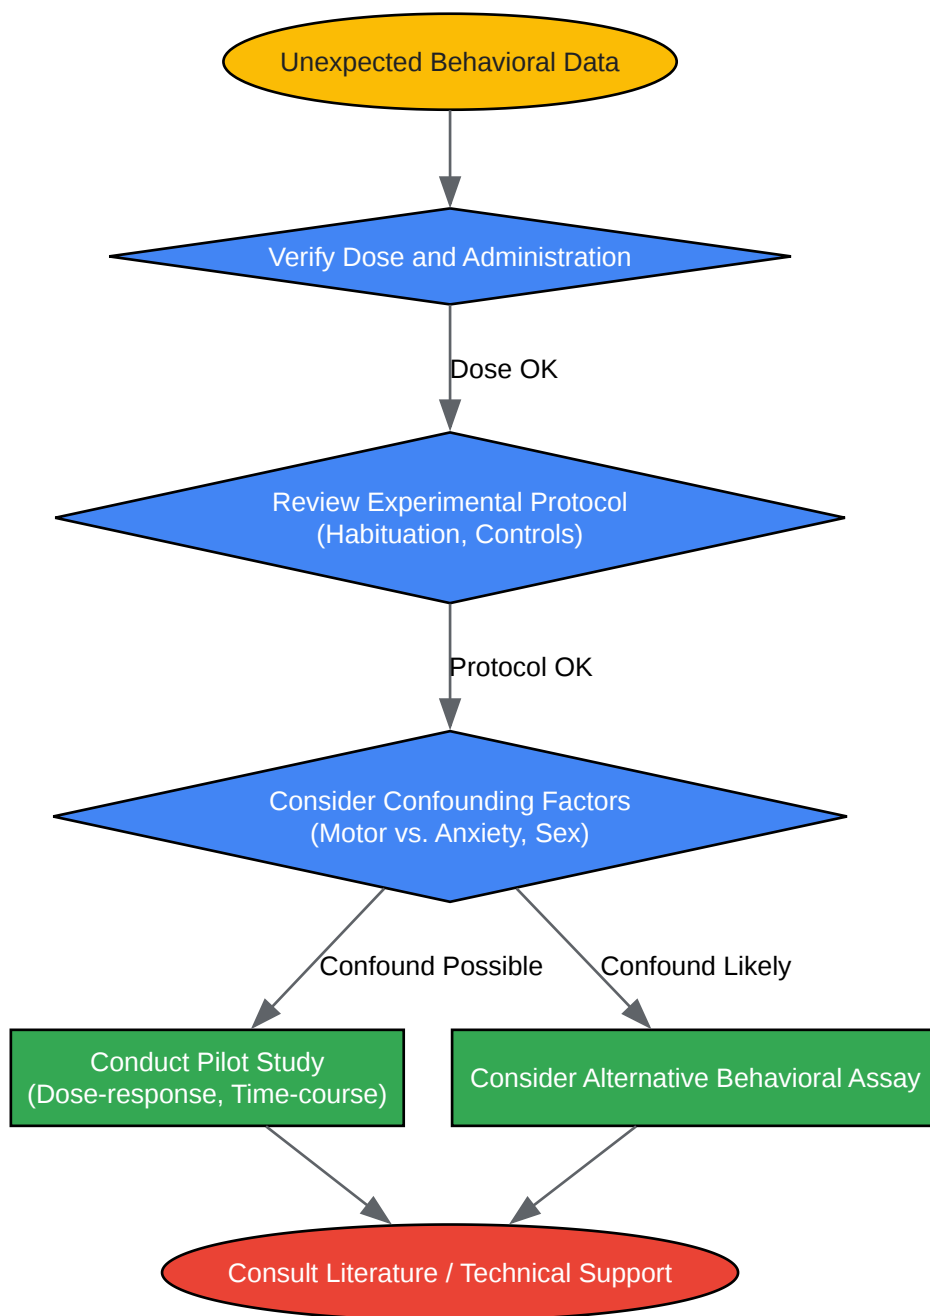 Unexpected Behavioral Data
Verify Dose and Administration
Dose OK
Review Experimental Protocol
(Habituation, Controls)
Protocol OK
Consider Confounding Factors
(Motor vs. Anxiety, Sex)
Confound Possible
Confound Likely
Conduct Pilot Study
(Dose-response, Time-course)
Consider Alternative Behavioral Assay
Consult Literature / Technical Support